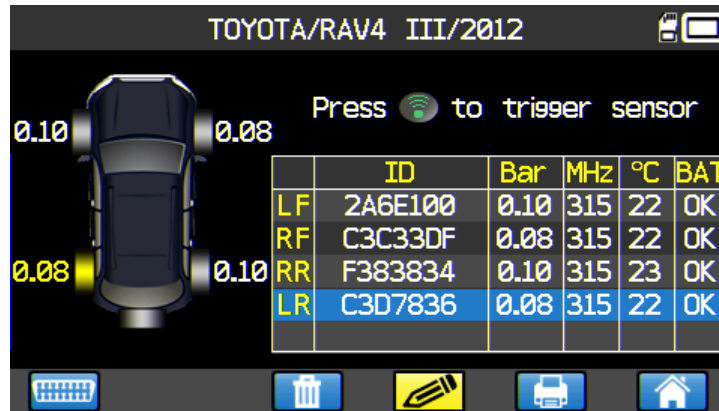 TOYOTA/RAV4 III/2012
Press to trigger sensor
0.10 0.08
0.08 0.10
ID Bar MHz ºC BAT
LF 2A6E100 0.10 315 22 OK
RF C3C33DF 0.08 315 22 OK
RR F383834 0.10 315 23 OK
LR C3D7836 0.08 315 22 OK